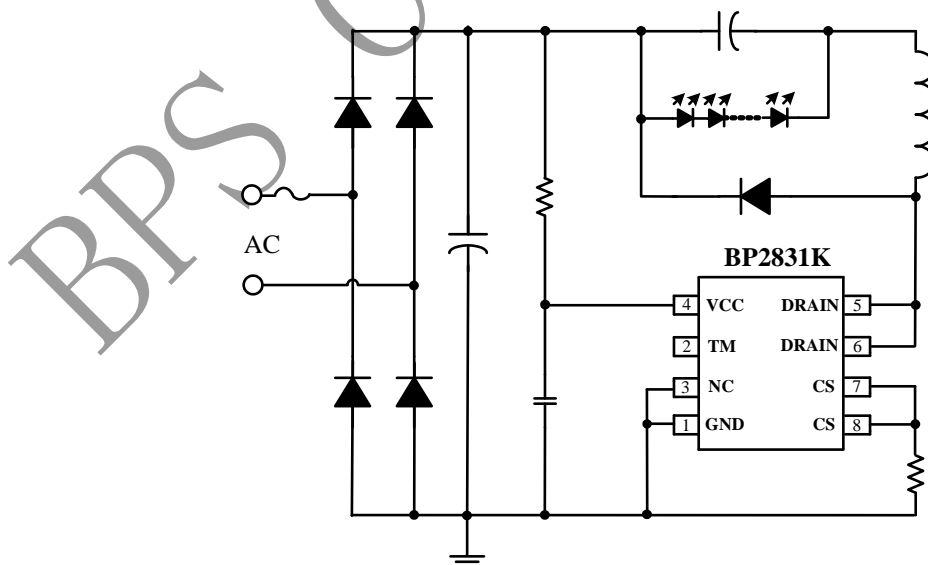 BPS
AC
BP2831K
4 VCC DRAIN 5
2 TM DRAIN 6
3 NC CS 7
1 GND CS 8